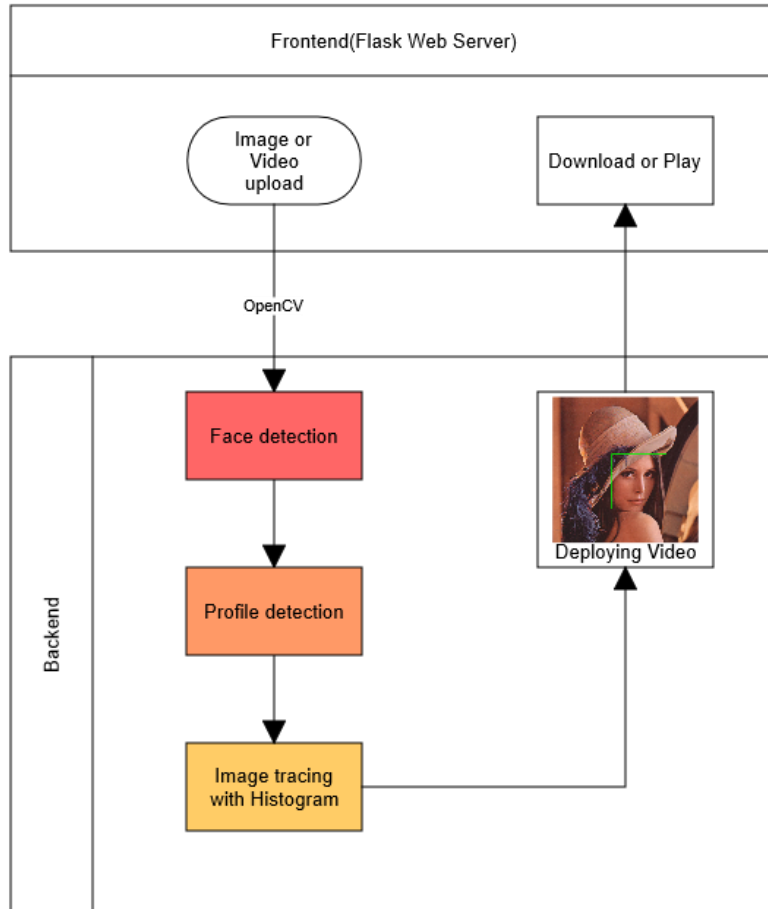 Frontend(Flask Web Server)
Image or
Video
upload
Download or Play
OpenCV
Face detection
Deploying Video
Profile detection
Backend
Image tracing
with Histogram